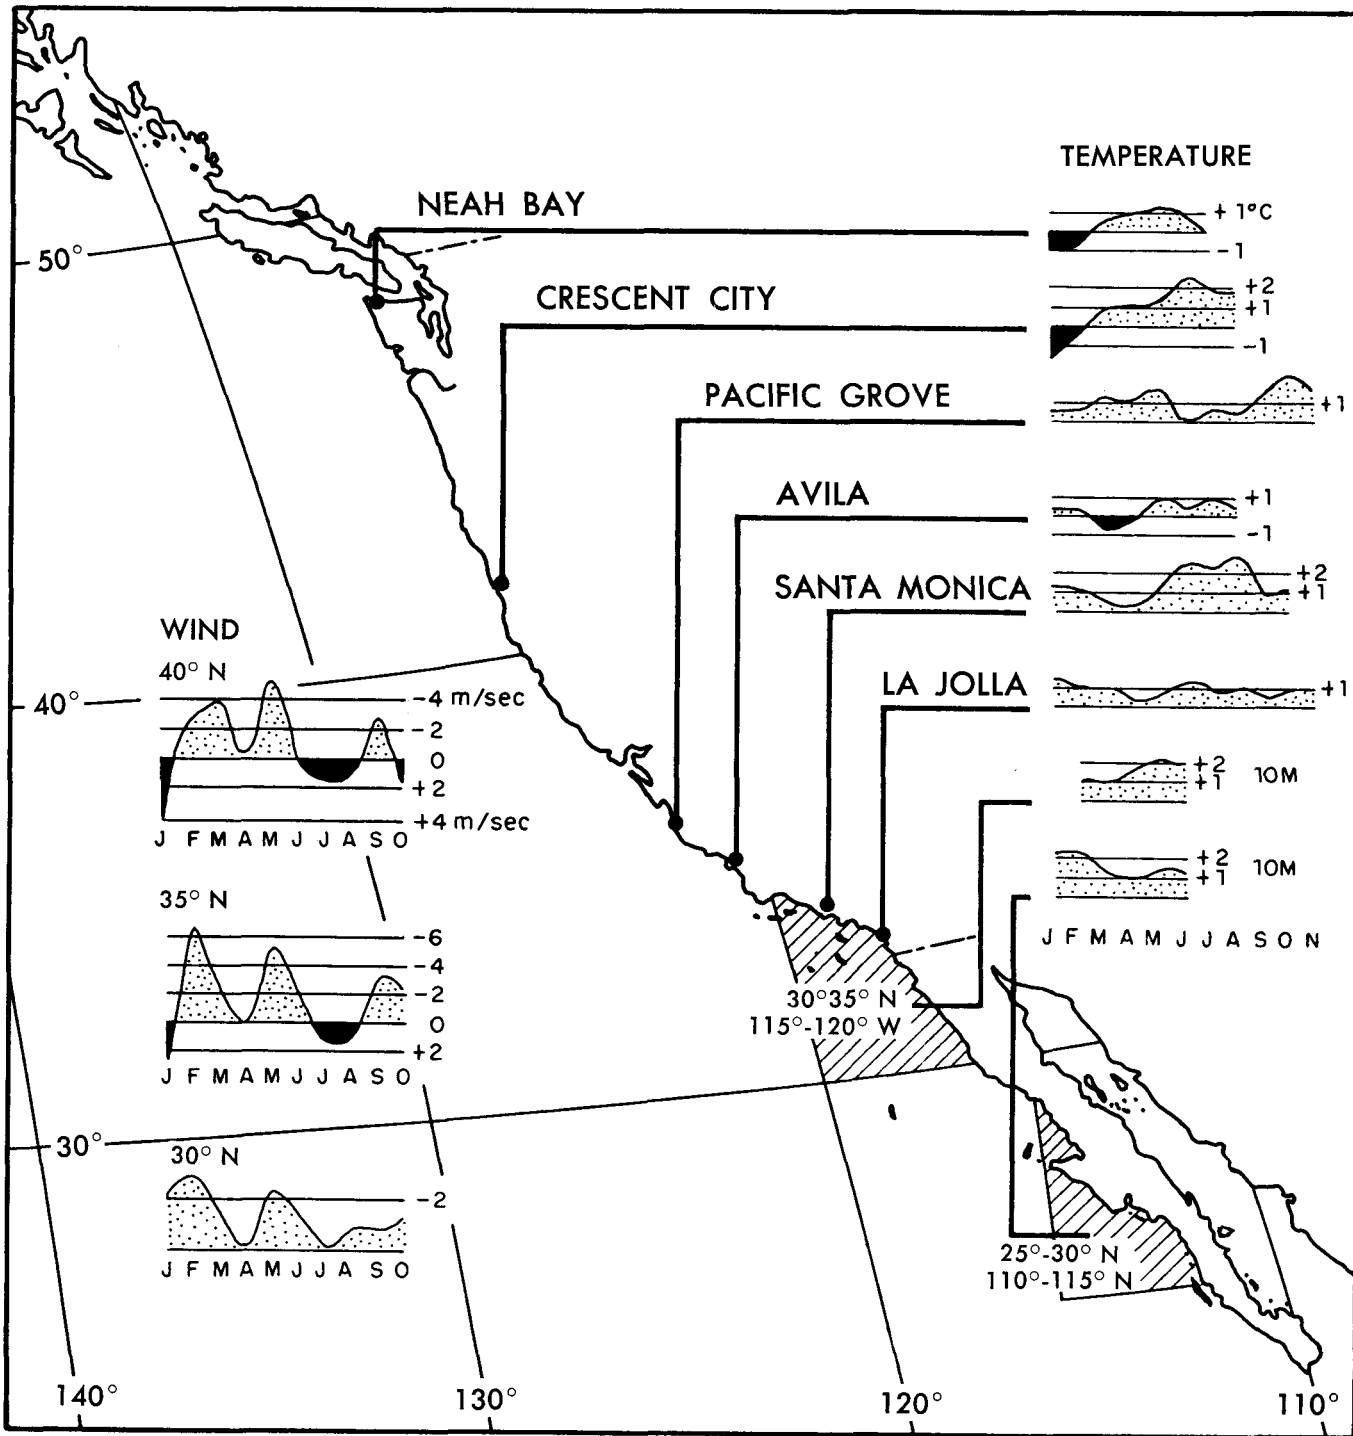 TEMPERATURE
NEAH BAY
+ 1°C
-1
50°
CRESCENT CITY
+2
+1
-1
PACIFIC GROVE
+1
AVILA
+1
-1
SANTA MONICA
+2
+1
LA JOLLA
+1
+2
+1
10M
+2
+1
10M
J F M A M J J A S O N
WIND
40° N
-4 m/sec
-2
0
+2
+4 m/sec
J F M A M J J A S O
40°
35° N
-6
-4
-2
0
+2
J F M A M J J A S O
30°35° N
115°-120° W
30°
30° N
-2
J F M A M J J A S O
25°-30° N
110°-115° N
140°
130°
120°
110°